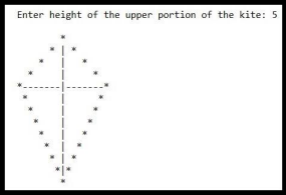 Enter height of the upper portion of the kite: 5